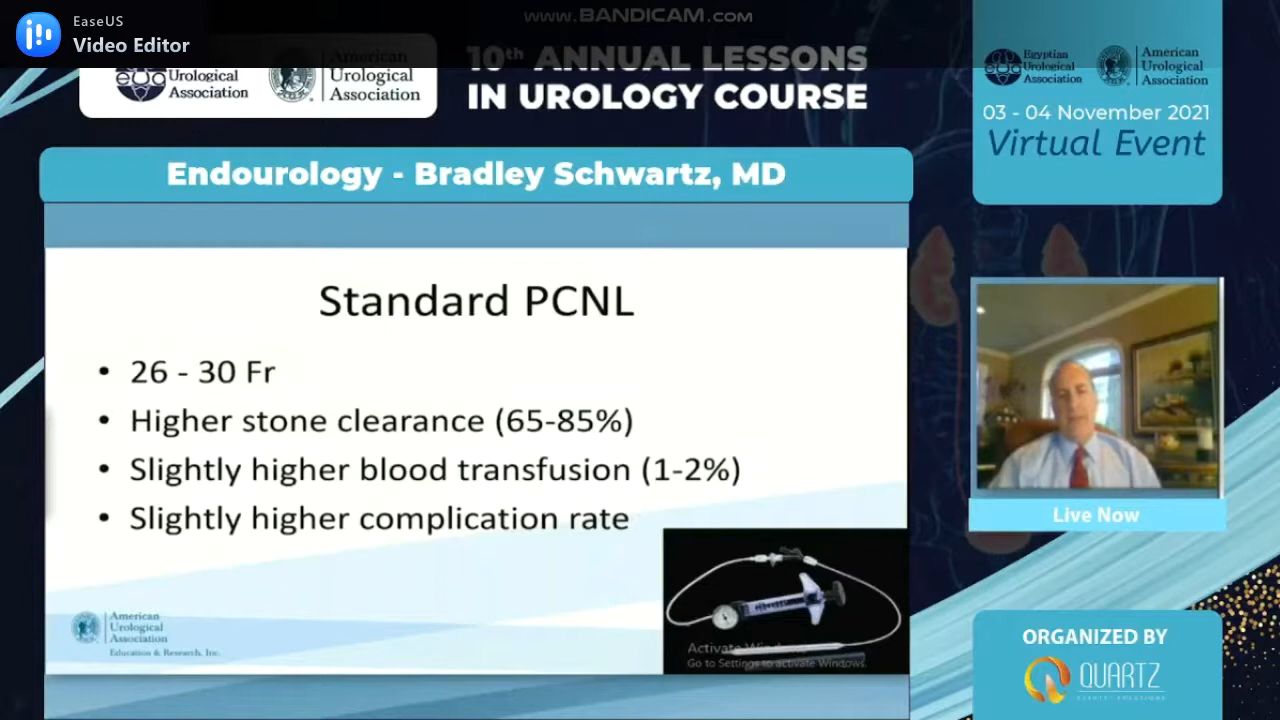 EaseUS
Video Editor
WWW.BANDICAM.COM
Urological
Association
American
Urological
Association
10th ANNUAL LESSONS
IN UROLOGY COURSE
Egyptian
Urological
Association
American
Urological
Association
03 - 04 November 2021
Virtual Event
Endourology - Bradley Schwartz, MD
Standard PCNL
• 26 - 30 Fr
• Higher stone clearance (65-85%)
• Slightly higher blood transfusion (1-2%)
• Slightly higher complication rate
American
Urological
Association
Education & Research, Inc.
Activate Windows
Go to Settings to activate Windows.
Live Now
ORGANIZED BY
QUARTZ